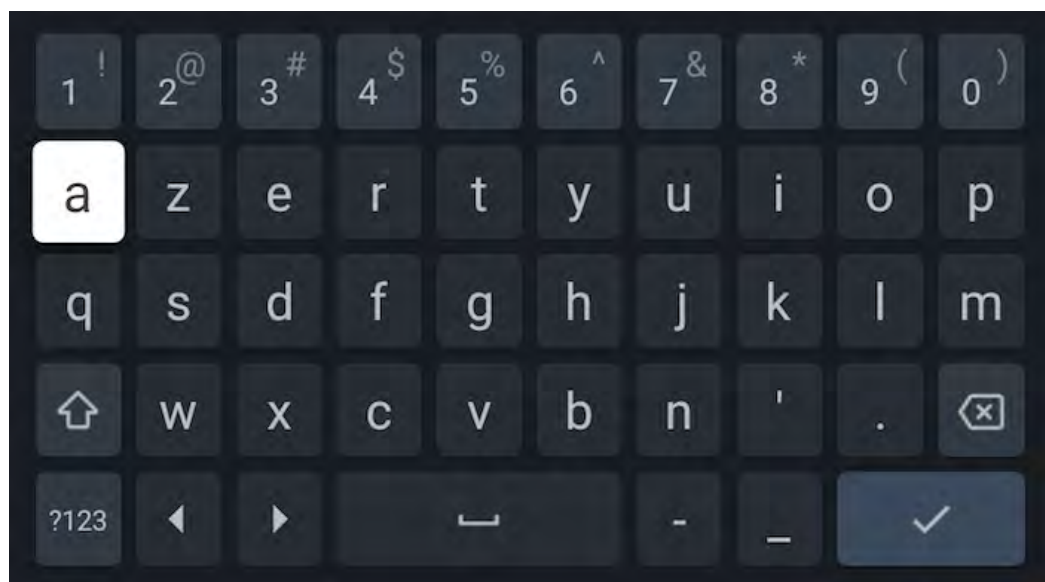 1 ! 2 @ 3 # 4 $ 5 % 6 ^ 7 & 8 * 9 ( 0 )
a z e r t y u i o p
q s d f g h j k l m
w x c v b n ' .
?123 - _